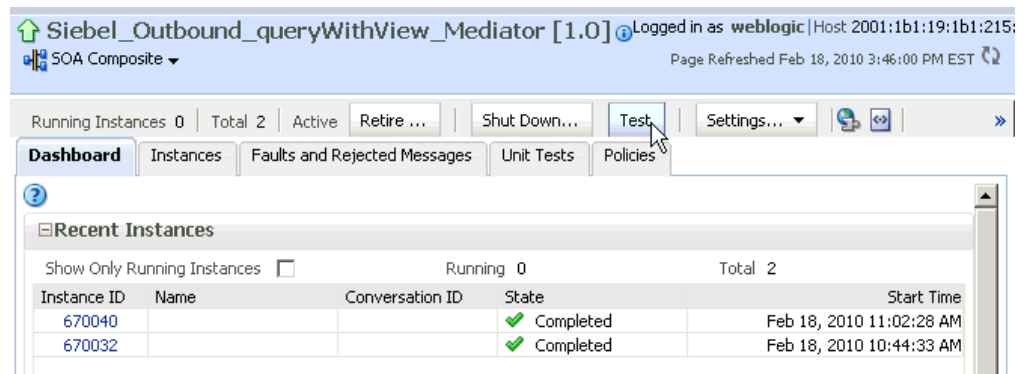 Siebel_Outbound_queryWithView_Mediator [1.0] Logged in as weblogic|Host 2001:1b1:19:1b1:215:
SOA Composite Page Refreshed Feb 18, 2010 3:46:00 PM EST
Running Instances 0 Total 2 Active Retire ... Shut Down... Test Settings... »
Dashboard Instances Faults and Rejected Messages Unit Tests Policies
Recent Instances
Show Only Running Instances Running 0 Total 2
Instance ID Name Conversation ID State Start Time
670040 Completed Feb 18, 2010 11:02:28 AM
670032 Completed Feb 18, 2010 10:44:33 AM